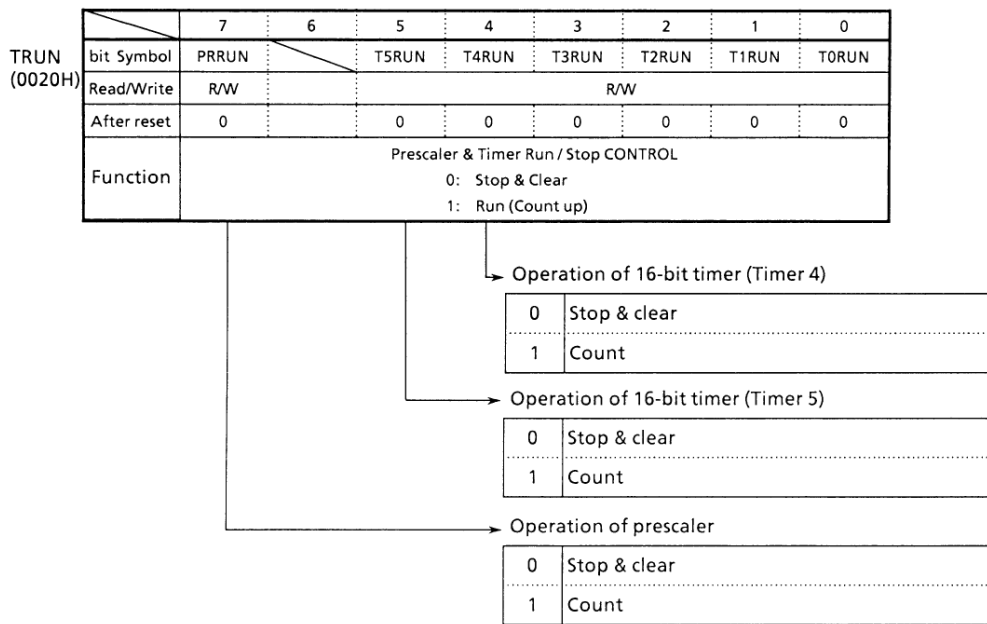 7 6 5 4 3 2 1 0
TRUN (0020H)
bit Symbol PRRUN T5RUN T4RUN T3RUN T2RUN T1RUN T0RUN
Read/Write R/W R/W
After reset 0 0 0 0 0 0 0
Function
Prescaler & Timer Run / Stop CONTROL
0: Stop & Clear
1: Run (Count up)
Operation of 16-bit timer (Timer 4)
0 Stop & clear
1 Count
Operation of 16-bit timer (Timer 5)
0 Stop & clear
1 Count
Operation of prescaler
0 Stop & clear
1 Count